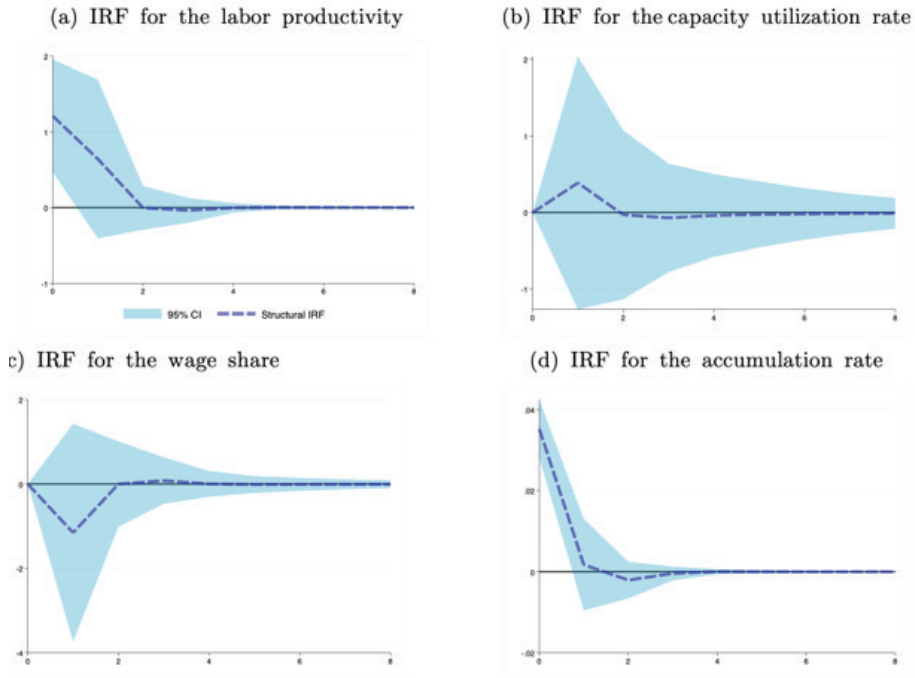 (a) IRF for the labor productivity
(b) IRF for the capacity utilization rate
2
1
0
-1
0 2 4 6 8
95% CI Structural IRF
2
1
0
-1
0 2 4 6 8
c) IRF for the wage share
(d) IRF for the accumulation rate
2
0
-2
-4
0 2 4 6 8
.04
.02
0
-.02
0 2 4 6 8